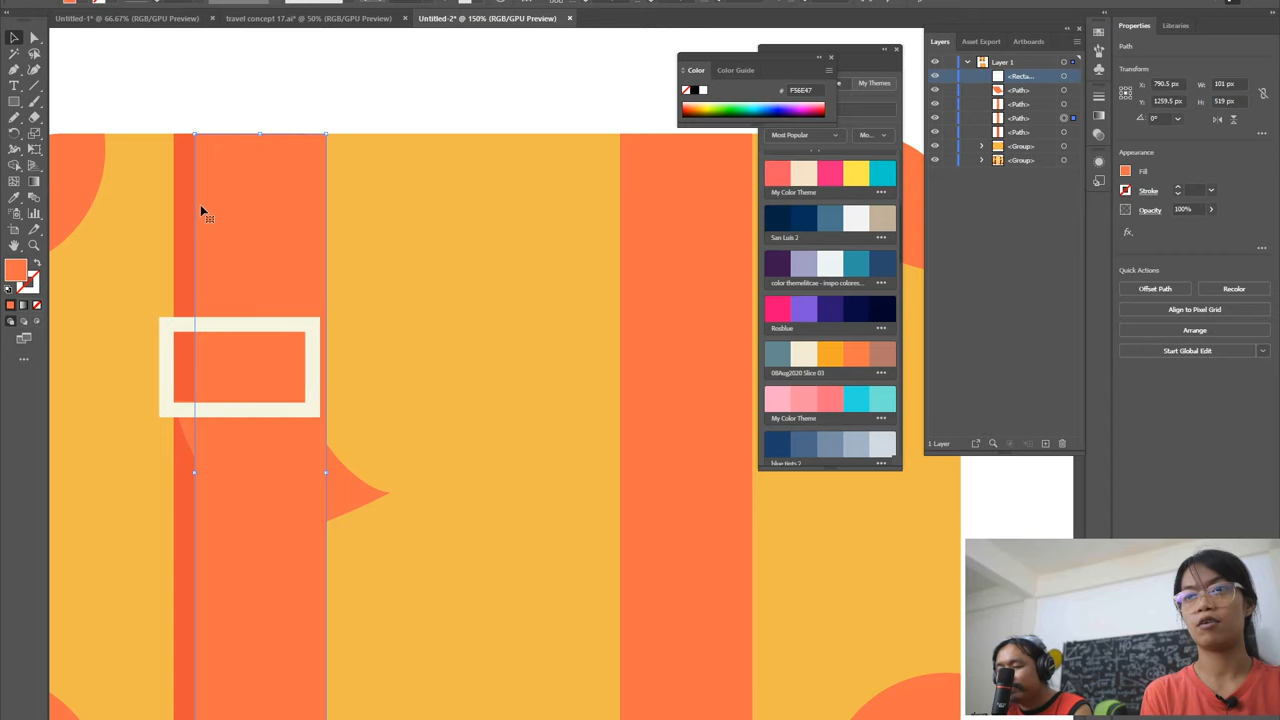 Untitled-1* @ 66.67% (RGB/GPU Preview) × travel concept 17.ai* @ 50% (RGB/GPU Preview) × Untitled-2* @ 150% (RGB/GPU Preview) ×
Properties Libraries
Layers Asset Export Artboards
Path
Layer 1
Transform
Color Color Guide
<Recta...
My Themes
# F56E47
<Path>
X: 790.5 px W: 101 px
<Path>
Y: 1259.5 px H: 519 px
<Path>
0°
<Path>
Most Popular Mo...
<Group>
<Group>
Appearance
Fill
Stroke
My Color Theme
Opacity 100%
San Luis 2
fx.
Quick Actions
color themelitcae - inspo colores...
Offset Path Recolor
Align to Pixel Grid
Rosblue
Arrange
Start Global Edit
08Aug2020 Slice 03
My Color Theme
1 Layer
blue tints 2